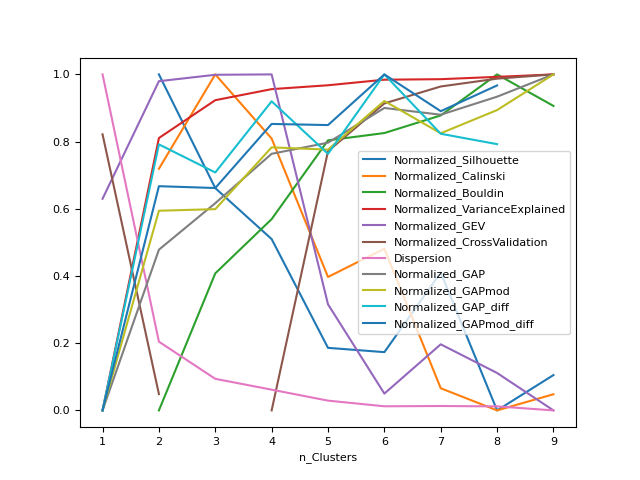 1.0
0.8
0.6
0.4
0.2
0.0
Normalized_Silhouette
Normalized_Calinski
Normalized_Bouldin
Normalized_VarianceExplained
Normalized_GEV
Normalized_CrossValidation
Dispersion
Normalized_GAP
Normalized_GAPmod
Normalized_GAP_diff
Normalized_GAPmod_diff
1 2 3 4 5 6 7 8 9
n_Clusters